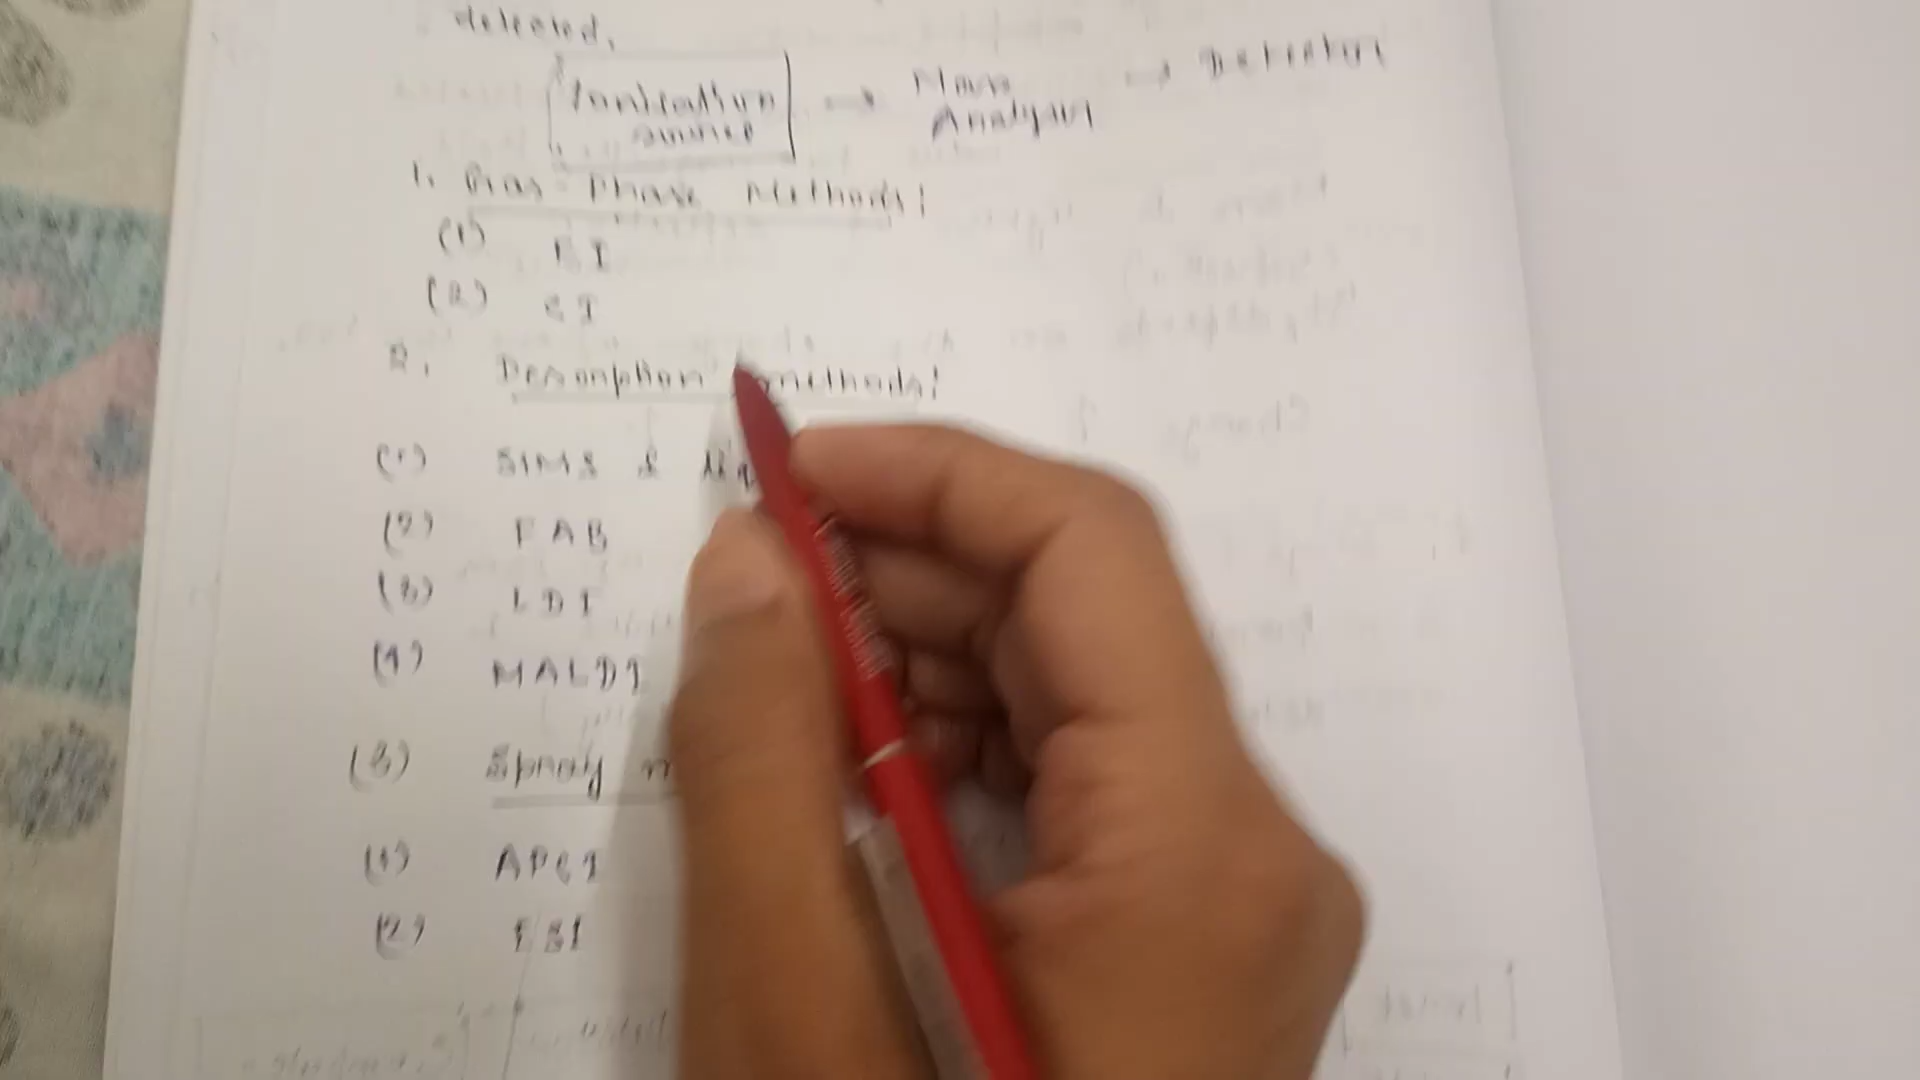 detected,
Ionization → Mass → Detector
source Analyser
1. Gas-Phase Methods:
(1) EI
(2) CI
2. Desorption methods:
(1) SIMS &
(2) FAB
(3) LDI
(4) MALDI
(3) Spray
(1) APCI
(2) ESI